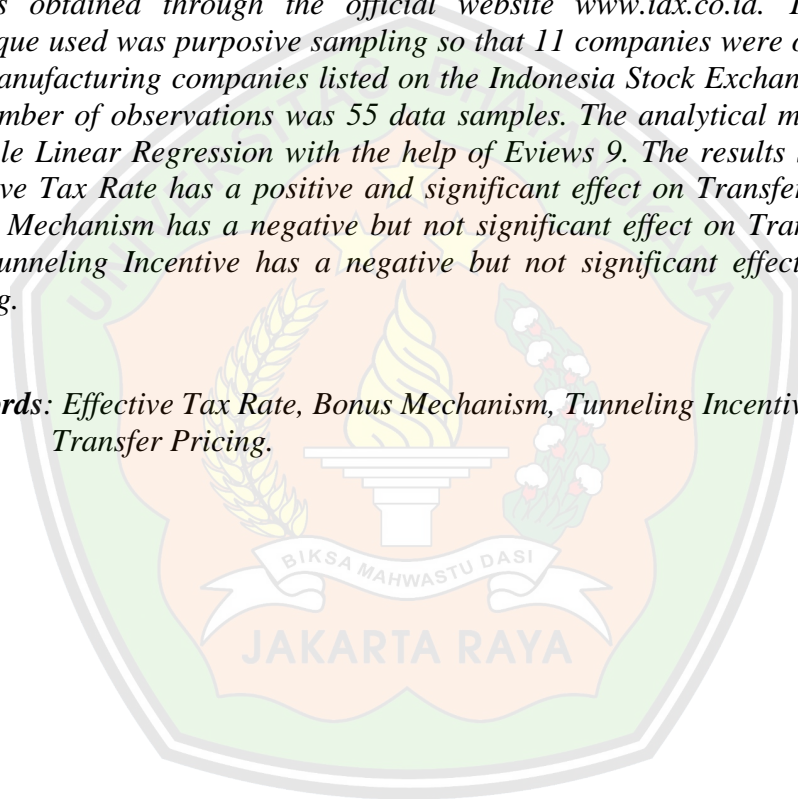 s obtained through the official website www.idx.co.id.
que used was purposive sampling so that 11 companies were
anufacturing companies listed on the Indonesia Stock Exchan
mber of observations was 55 data samples. The analytical m
le Linear Regression with the help of Eviews 9. The results
ve Tax Rate has a positive and significant effect on Transfer
Mechanism has a negative but not significant effect on Tran
unneling Incentive has a negative but not significant effect
g.
rds: Effective Tax Rate, Bonus Mechanism, Tunneling Incentiv
Transfer Pricing.
UNIVERSITAS BHAYANGKARA
BIKSA MAHWASTU DASI
JAKARTA RAYA